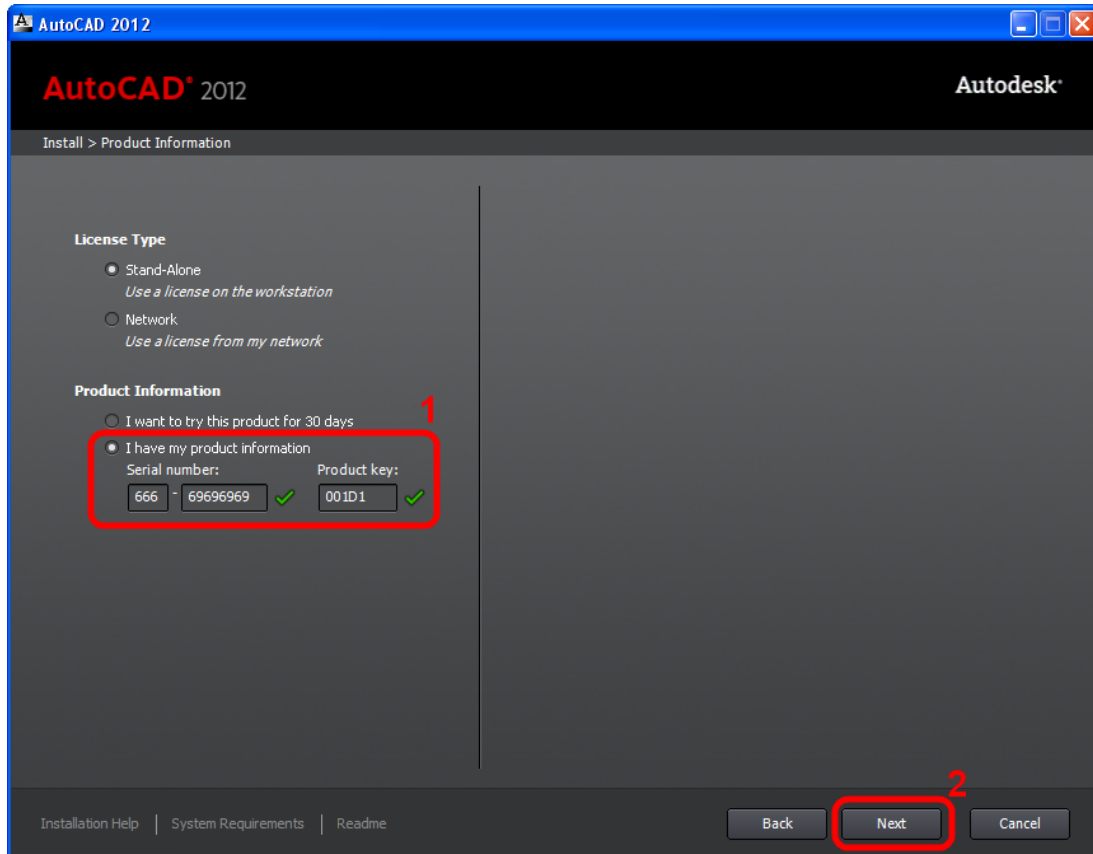 AutoCAD 2012
AutoCAD® 2012
Autodesk®
Install > Product Information
License Type
Stand-Alone
Use a license on the workstation
Network
Use a license from my network
Product Information
1
I want to try this product for 30 days
I have my product information
Serial number: Product key:
666 - 69696969 001D1
2
Installation Help | System Requirements | Readme Back Next Cancel